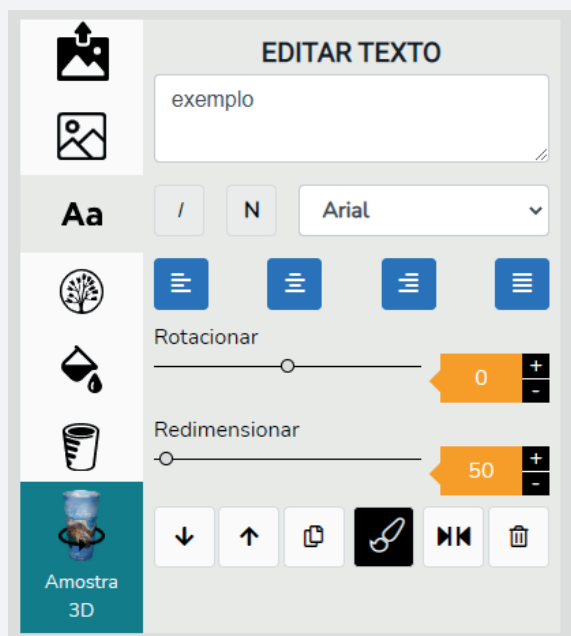 EDITAR TEXTO
exemplo
Aa
I
N
Arial
Rotacionar
0
+
-
Redimensionar
50
+
-
Amostra
3D